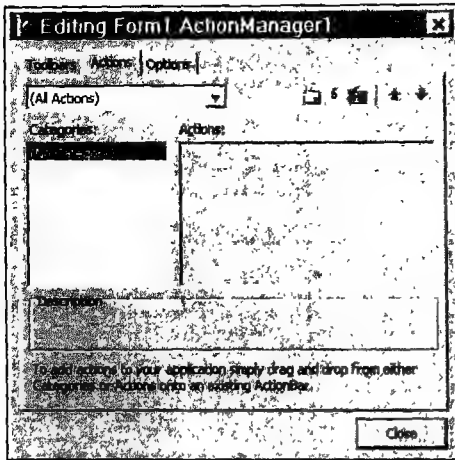 Editing Form1.ActionManager1
Toolbars Actions Options
(All Actions)
Categories: Actions:
Description
To add actions to your application simply drag and drop from either
Categories or Actions onto an existing ActionBar.
Close